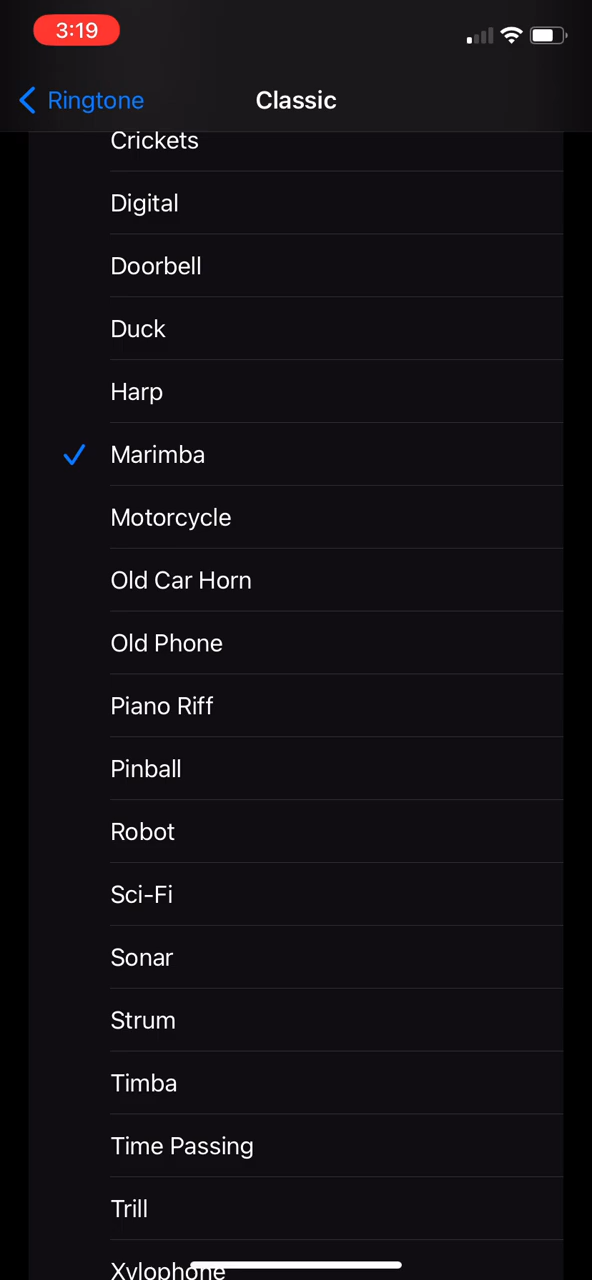 3:19
Ringtone
Classic
Crickets
Digital
Doorbell
Duck
Harp
Marimba
Motorcycle
Old Car Horn
Old Phone
Piano Riff
Pinball
Robot
Sci-Fi
Sonar
Strum
Timba
Time Passing
Trill
Xylophone